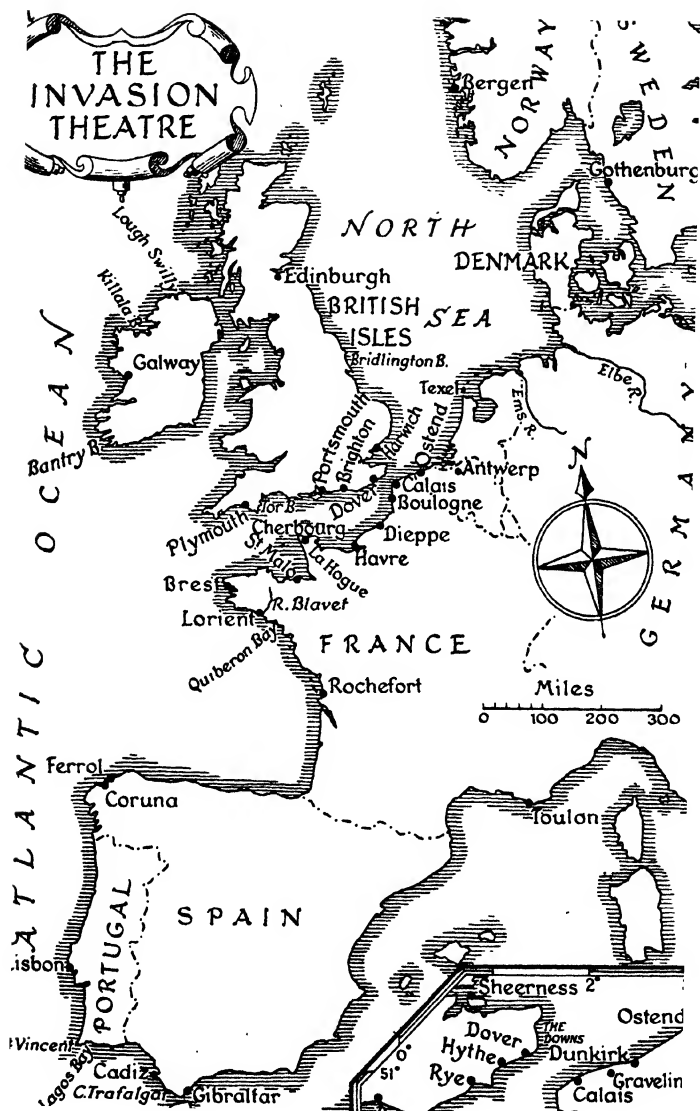 THE
INVASION
THEATRE
Bergen
NORWAY
SWEDEN
Gothenburg
Lough Swilly
NORTH
SEA
DENMARK
Edinburgh
BRITISH
ISLES
Killala B.
Galway
Bridlington B.
Texel
Elbe R.
Ems. R.
Bantry B.
Portsmouth
Brighton
Harwich
Ostend
Antwerp
Calais
Boulogne
Dover
Tor B.
Plymouth
Cherbourg
Dieppe
Havre
St. Malo
La Hogue
Brest
R. Blavet
Lorient
Quiberon Bay
FRANCE
GERMANY
N
Rochefort
Miles
0 100 200 300
ATLANTIC
OCEAN
Ferrol
Coruna
Toulon
PORTUGAL
SPAIN
isbon
Vincent
Lagos Bay
Cadiz
C. Trafalgar
Gibraltar
Sheerness
2°
0°
51°
Dover
THE
DOWNS
Ostend
Hythe
Dunkirk
Rye
Gravelin
Calais